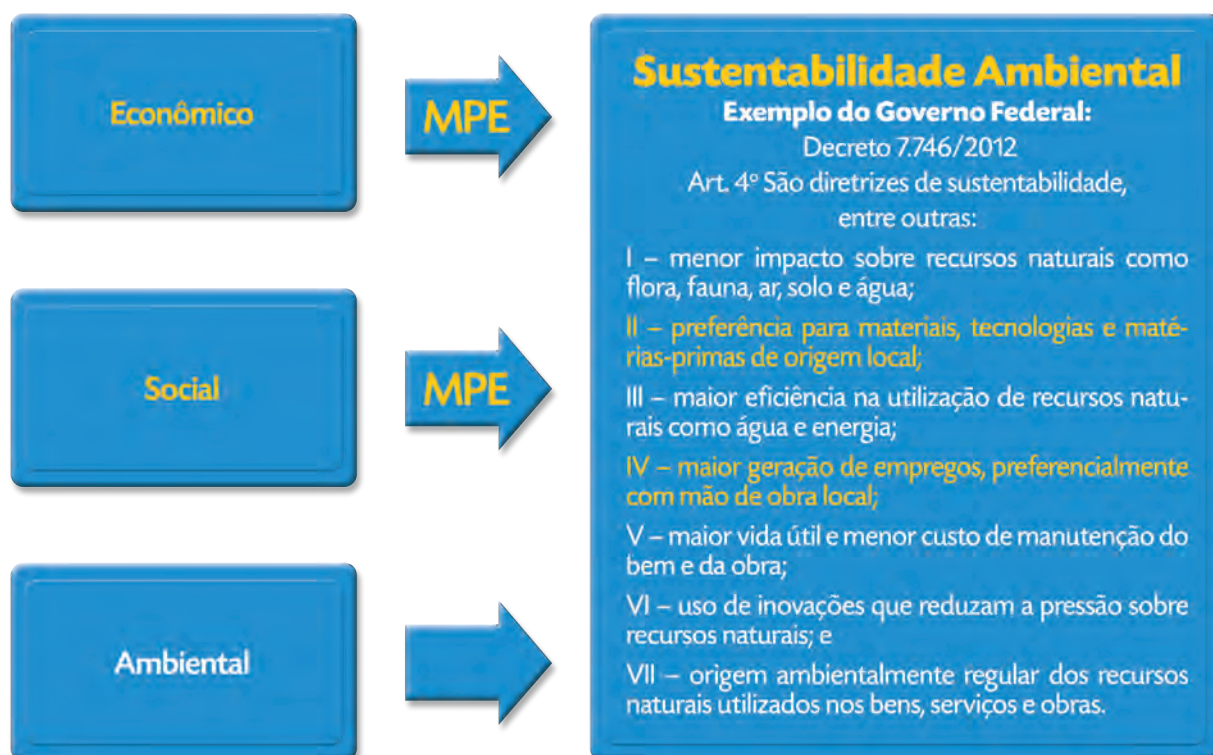 Econômico
MPE
Social
MPE
Ambiental
Sustentabilidade Ambiental
Exemplo do Governo Federal:
Decreto 7.746/2012
Art. 4º São diretrizes de sustentabilidade,
entre outras:
I – menor impacto sobre recursos naturais como
flora, fauna, ar, solo e água;
II – preferência para materiais, tecnologias e maté-
rias-primas de origem local;
III – maior eficiência na utilização de recursos natu-
rais como água e energia;
IV – maior geração de empregos, preferencialmente
com mão de obra local;
V – maior vida útil e menor custo de manutenção do
bem e da obra;
VI – uso de inovações que reduzam a pressão sobre
recursos naturais; e
VII – origem ambientalmente regular dos recursos
naturais utilizados nos bens, serviços e obras.